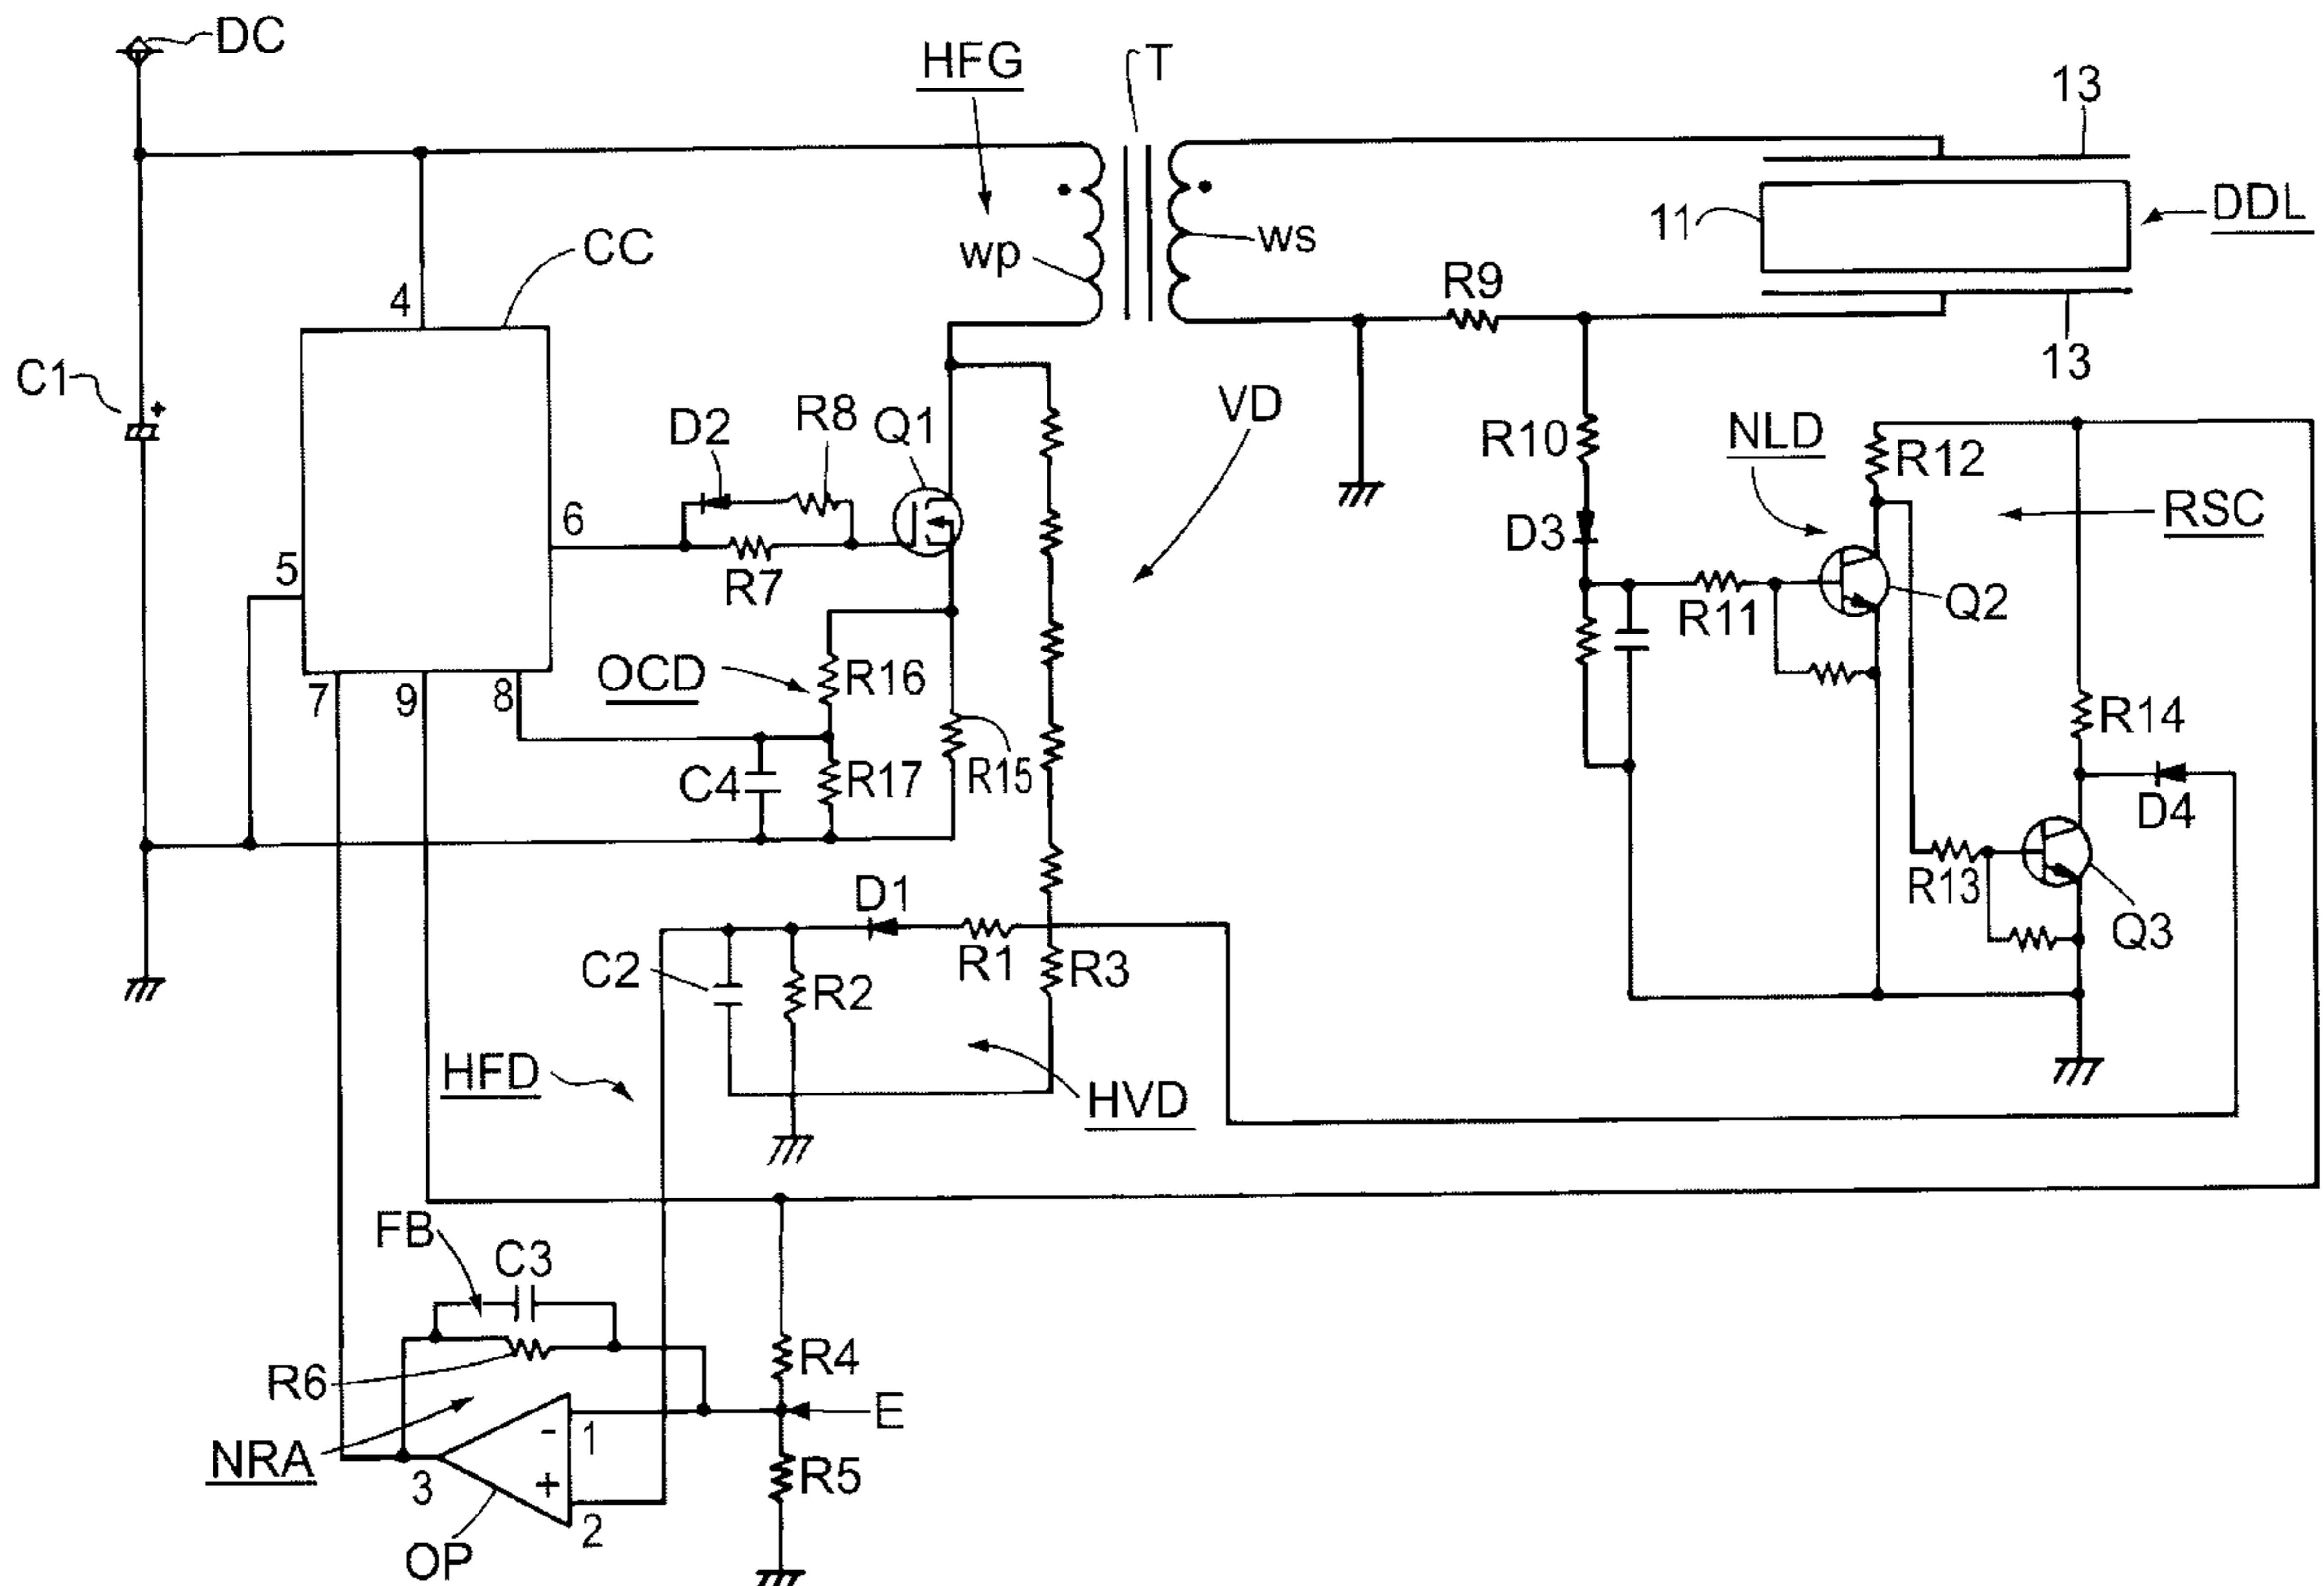 DC
HFG
T
13
11
DDL
CC
wp
ws
4
R9
13
C1
VD
D2
R8
Q1
R10
NLD
R12
RSC
6
5
R7
D3
R11
Q2
7
9
8
OCD
R16
R14
C4
R17
R15
D4
D1
R13
Q3
C2
R2
R1
R3
HFD
HVD
FB
C3
R4
R6
E
NRA
-
1
3
+
2
R5
OP